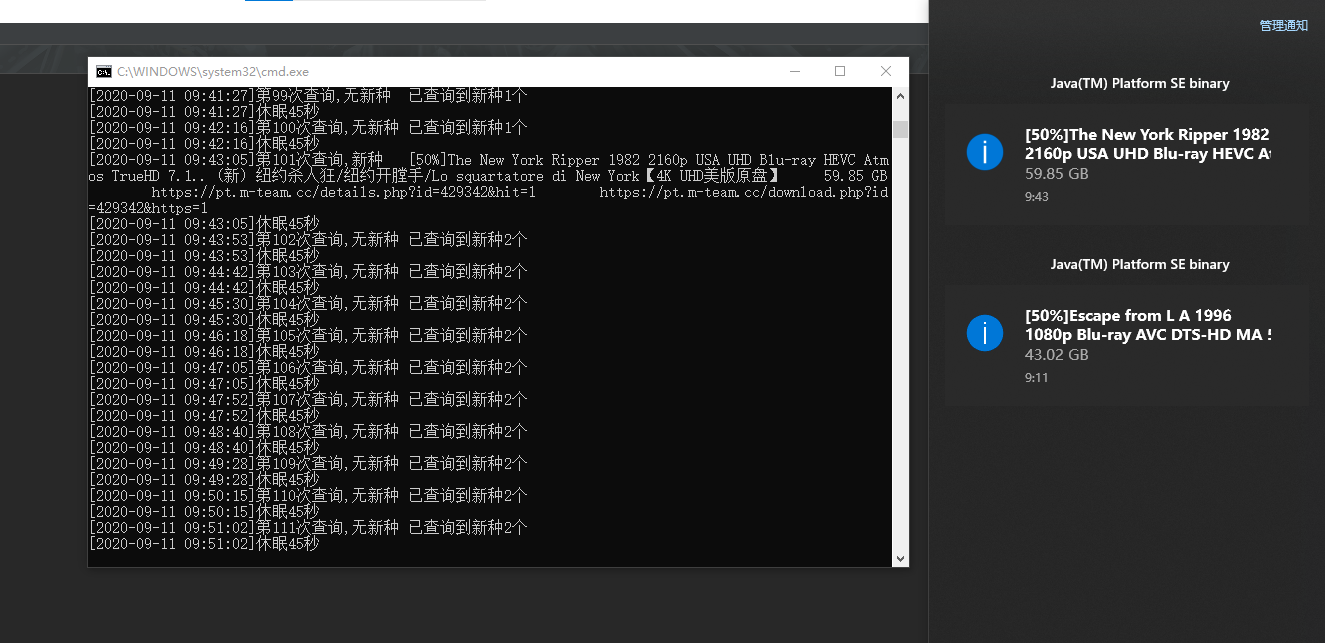 管理通知
C:\WINDOWS\system32\cmd.exe
[2020-09-11 09:41:27]第99次查询,无新种 已查询到新种1个
[2020-09-11 09:41:27]休眠45秒
[2020-09-11 09:42:16]第100次查询,无新种 已查询到新种1个
[2020-09-11 09:42:16]休眠45秒
[2020-09-11 09:43:05]第101次查询,新种 [50%]The New York Ripper 1982 2160p USA UHD Blu-ray HEVC Atm
os TrueHD 7.1.. (新) 纽约杀人狂/纽约开膛手/Lo squartatore di New York【4K UHD美版原盘】 59.85 GB
https://pt.m-team.cc/details.php?id=429342&hit=1 https://pt.m-team.cc/download.php?id
=429342&https=1
[2020-09-11 09:43:05]休眠45秒
[2020-09-11 09:43:53]第102次查询,无新种 已查询到新种2个
[2020-09-11 09:43:53]休眠45秒
[2020-09-11 09:44:42]第103次查询,无新种 已查询到新种2个
[2020-09-11 09:44:42]休眠45秒
[2020-09-11 09:45:30]第104次查询,无新种 已查询到新种2个
[2020-09-11 09:45:30]休眠45秒
[2020-09-11 09:46:18]第105次查询,无新种 已查询到新种2个
[2020-09-11 09:46:18]休眠45秒
[2020-09-11 09:47:05]第106次查询,无新种 已查询到新种2个
[2020-09-11 09:47:05]休眠45秒
[2020-09-11 09:47:52]第107次查询,无新种 已查询到新种2个
[2020-09-11 09:47:52]休眠45秒
[2020-09-11 09:48:40]第108次查询,无新种 已查询到新种2个
[2020-09-11 09:48:40]休眠45秒
[2020-09-11 09:49:28]第109次查询,无新种 已查询到新种2个
[2020-09-11 09:49:28]休眠45秒
[2020-09-11 09:50:15]第110次查询,无新种 已查询到新种2个
[2020-09-11 09:50:15]休眠45秒
[2020-09-11 09:51:02]第111次查询,无新种 已查询到新种2个
[2020-09-11 09:51:02]休眠45秒
Java(TM) Platform SE binary
[50%]The New York Ripper 1982
2160p USA UHD Blu-ray HEVC
59.85 GB
9:43
Java(TM) Platform SE binary
[50%]Escape from L A 1996
1080p Blu-ray AVC DTS-HD MA
43.02 GB
9:11